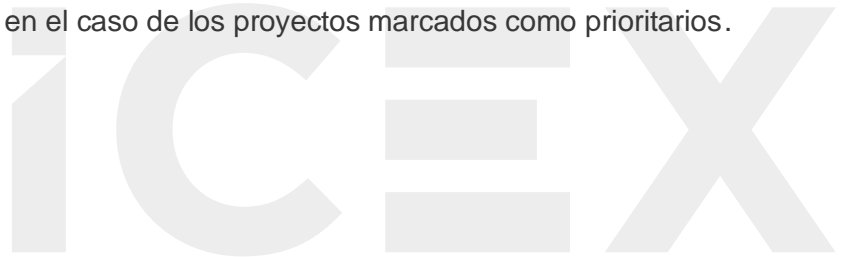 en el caso de los proyectos marcados como prioritarios.
iCEX